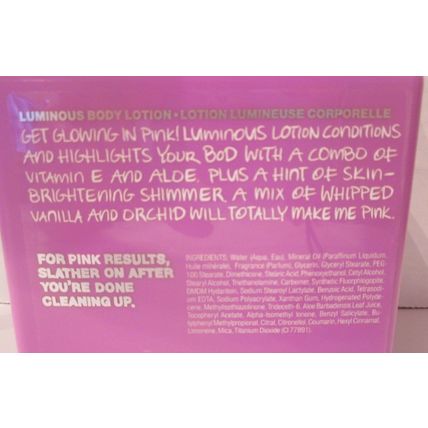 LUMINOUS BODY LOTION • LOTION LUMINEUSE CORPORELLE
GET GLOWING IN PINK! LUMINOUS LOTION CONDITIONS
AND HIGHLIGHTS YOUR BOD WITH A COMBO OF
VITAMIN E AND ALOE. PLUS A HINT OF SKIN-
BRIGHTENING SHIMMER. A MIX OF WHIPPED
VANILLA AND ORCHID WILL TOTALLY MAKE ME PINK.
FOR PINK RESULTS,
SLATHER ON AFTER
YOU'RE DONE
CLEANING UP.
INGREDIENTS: Water (Aqua, Eau), Mineral Oil (Paraffinum Liquidum,
Huile minérale), Fragrance (Parfum), Glycerin, Glyceryl Stearate, PEG-
100 Stearate, Dimethicone, Stearic Acid, Phenoxyethanol, Cetyl Alcohol,
Stearyl Alcohol, Triethanolamine, Carbomer, Synthetic Fluorphlogopite,
DMDM Hydantoin, Sodium Stearoyl Lactylate, Benzoic Acid, Tetrasodi-
um EDTA, Sodium Polyacrylate, Xanthan Gum, Hydrogenated Polyde-
cene, Methylisothiazolinone, Trideceth-6, Aloe Barbadensis Leaf Juice,
Tocopheryl Acetate, Alpha-Isomethyl Ionone, Benzyl Salicylate, Bu-
tylphenyl Methylpropional, Citral, Citronellol, Coumarin, Hexyl Cinnamal,
Limonene, Mica, Titanium Dioxide (CI 77891).